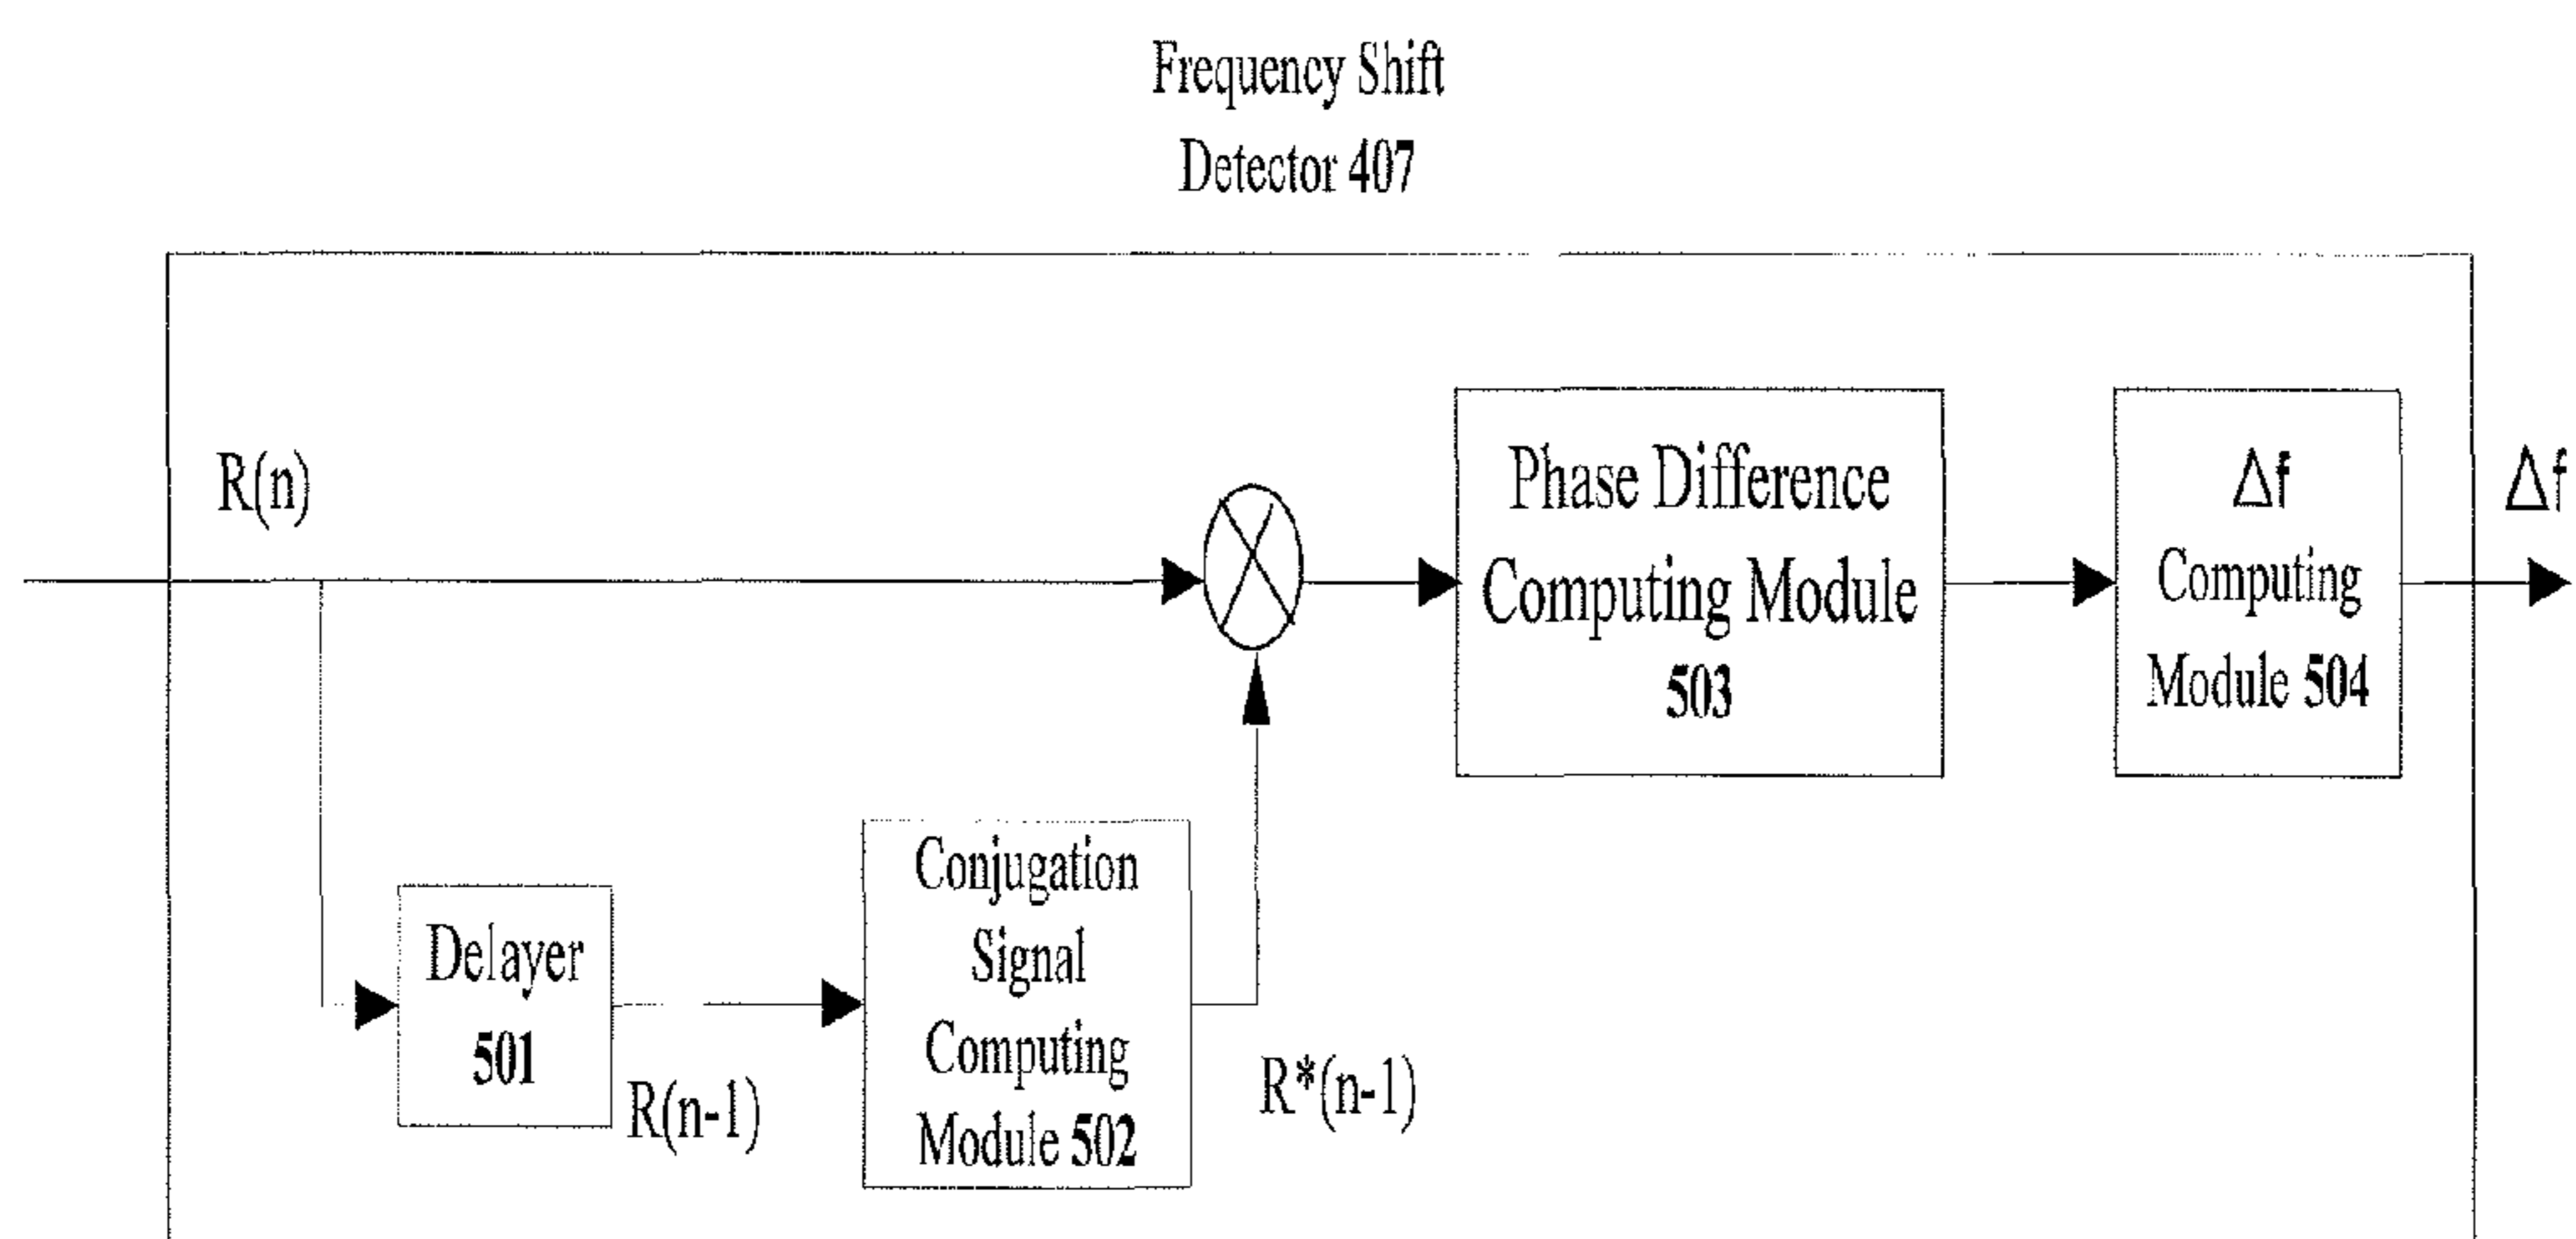 Frequency Shift
Detector 407
R(n)
Phase Difference
Computing Module
503
Δf
Computing
Module 504
Δf
Delayer
501
R(n-1)
Conjugation
Signal
Computing
Module 502
R*(n-1)